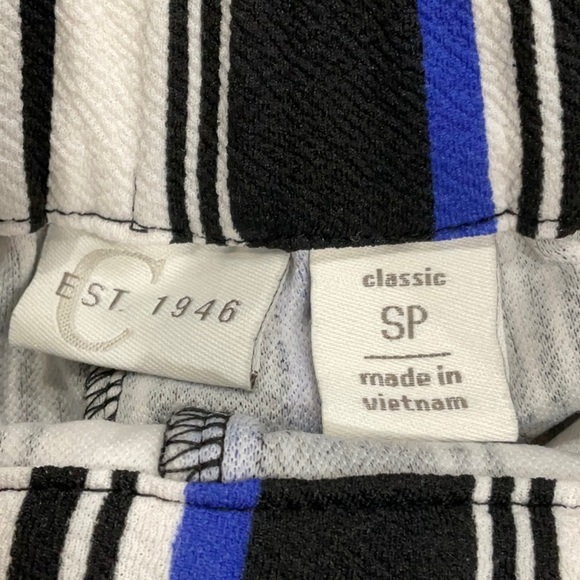 C
EST. 1946
classic
SP
made in
vietnam